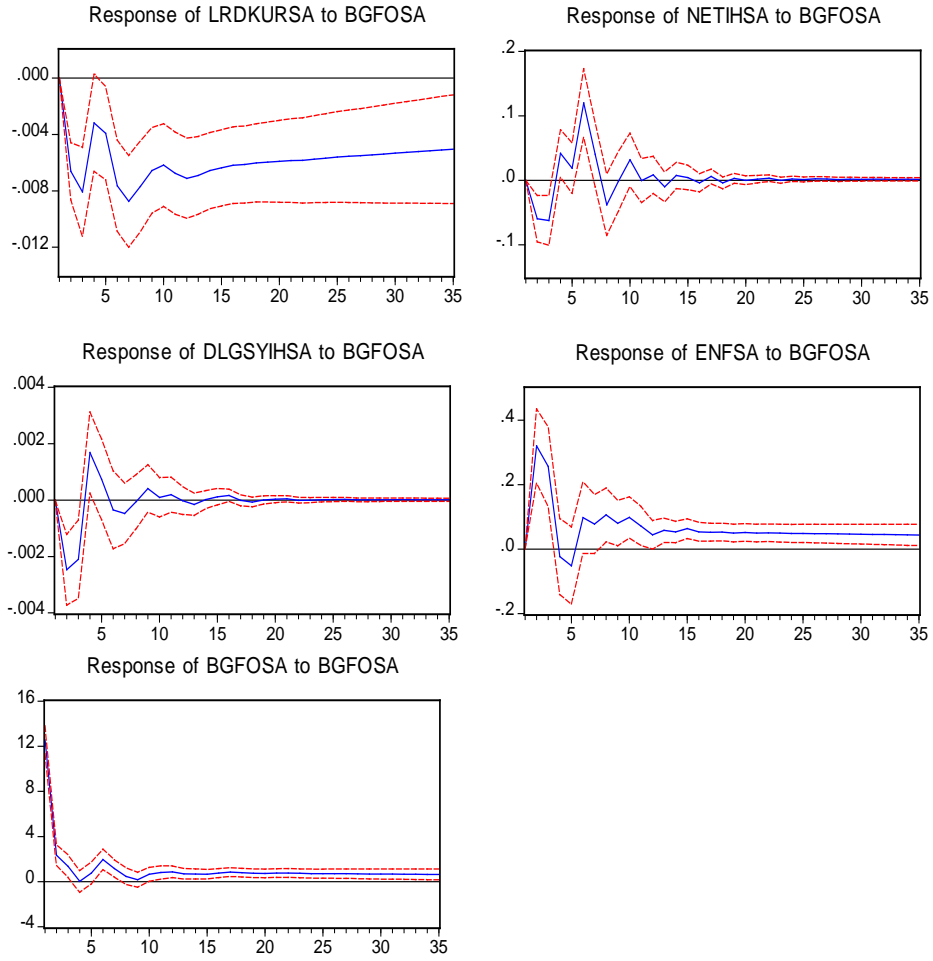 Response of LRDKURSA to BGFOSA
.000
-.004
-.008
-.012
5 10 15 20 25 30 35
Response of NETIHSA to BGFOSA
.2
.1
.0
-.1
5 10 15 20 25 30 35
Response of DLGSYIHSA to BGFOSA
.004
.002
.000
-.002
-.004
5 10 15 20 25 30 35
Response of ENFSA to BGFOSA
.4
.2
.0
-.2
5 10 15 20 25 30 35
Response of BGFOSA to BGFOSA
16
12
8
4
0
-4
5 10 15 20 25 30 35